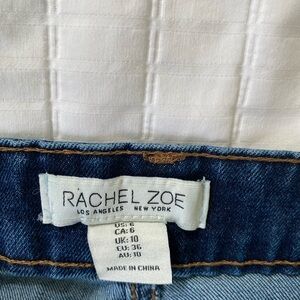 RACHEL ZOE
LOS ANGELES NEW YORK
US: 6
CA: 6
UK: 10
EU: 36
AU: 10
MADE IN CHINA